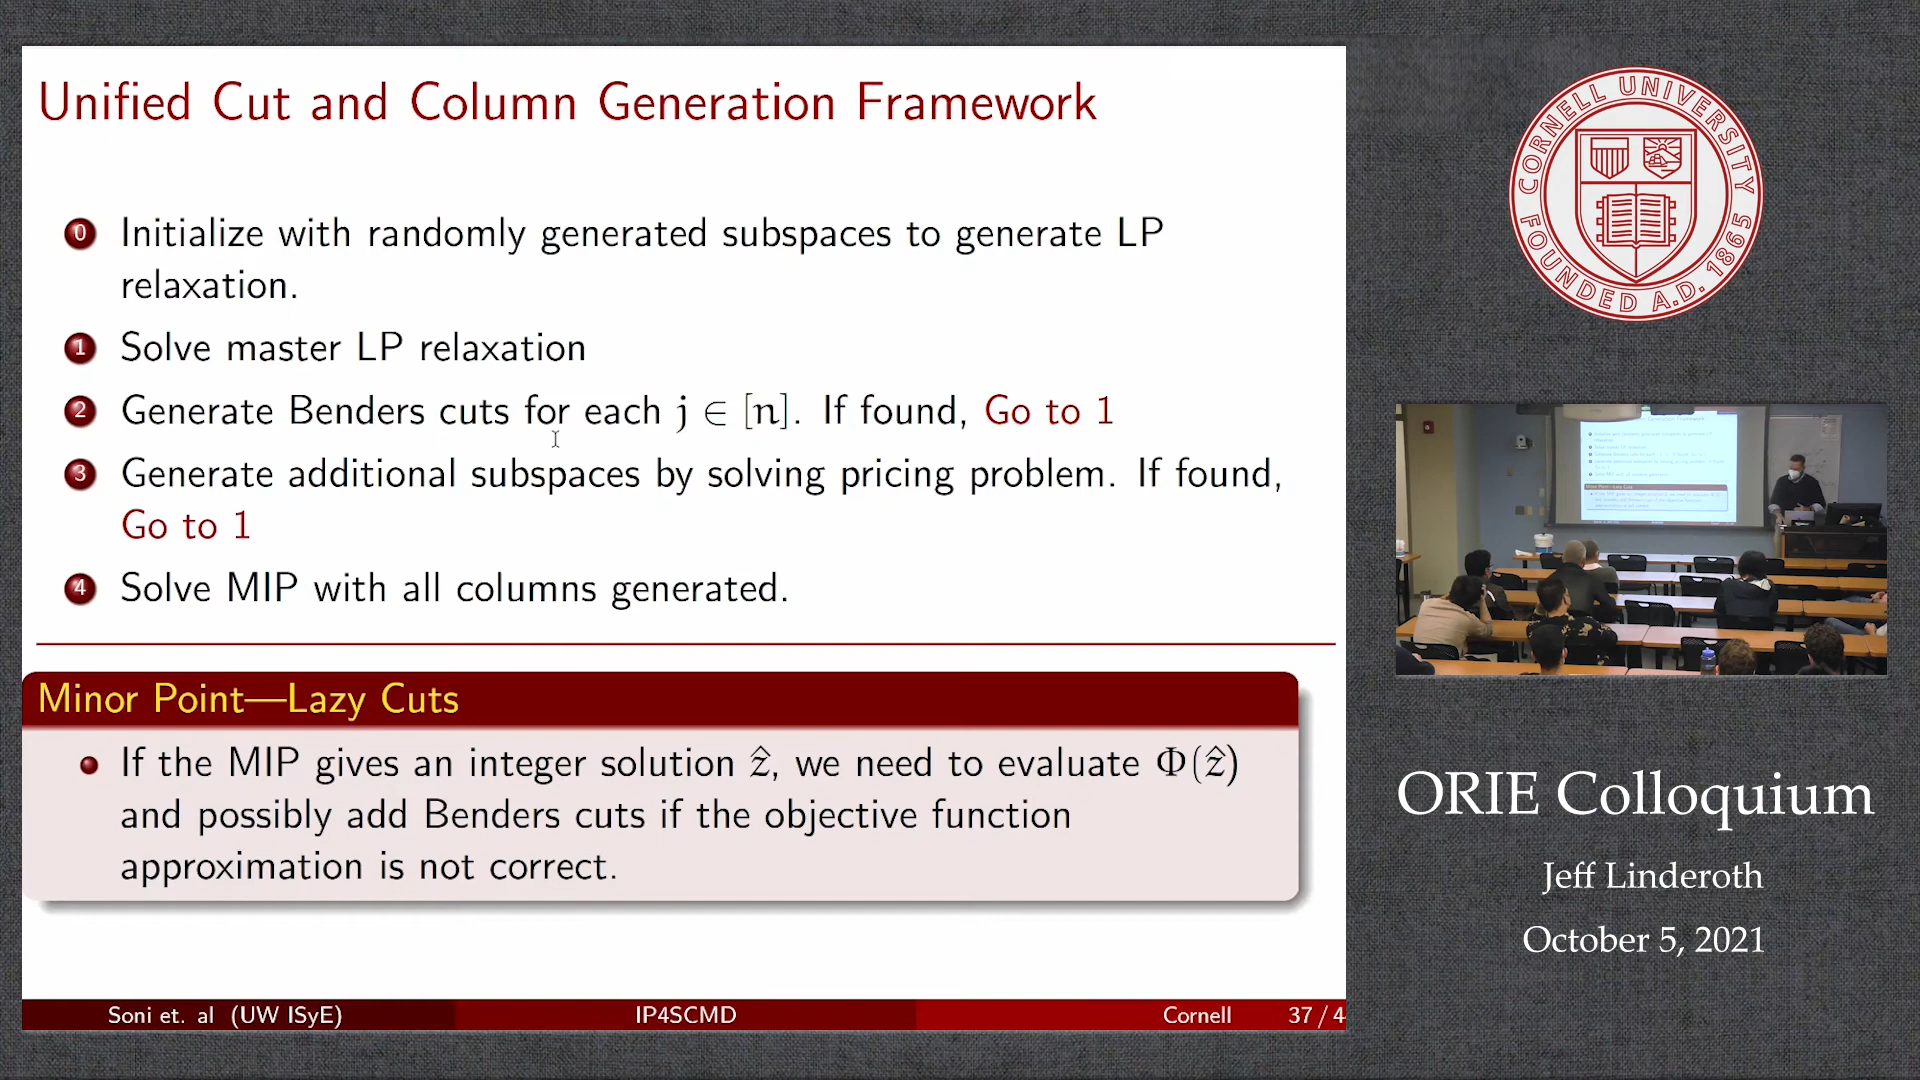 Unified Cut and Column Generation Framework
0 Initialize with randomly generated subspaces to generate LP
relaxation.
1 Solve master LP relaxation
2 Generate Benders cuts for each j ∈ [n]. If found, Go to 1
3 Generate additional subspaces by solving pricing problem. If found,
Go to 1
4 Solve MIP with all columns generated.
Minor Point—Lazy Cuts
• If the MIP gives an integer solution ẑ, we need to evaluate Φ(ẑ)
and possibly add Benders cuts if the objective function
approximation is not correct.
Soni et. al (UW ISyE) IP4SCMD Cornell 37 / 4
CORNELL UNIVERSITY
FOUNDED A.D. 1865
ORIE Colloquium
Jeff Linderoth
October 5, 2021